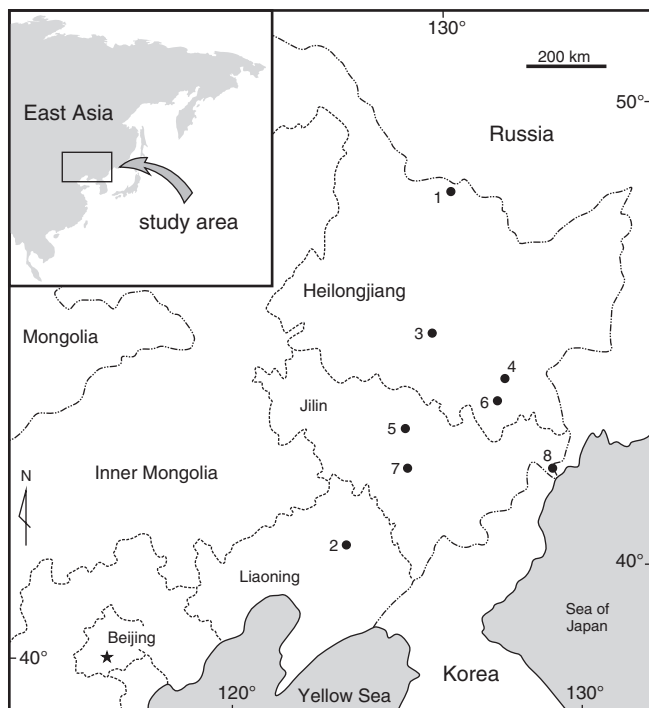 130°
200 km
50°
East Asia
Russia
1
study area
Heilongjiang
3
Mongolia
4
6
Jilin
5
8
7
Inner Mongolia
N
2
40°
Liaoning
Sea of
Japan
Beijing
40°
Korea
120°
Yellow Sea
130°